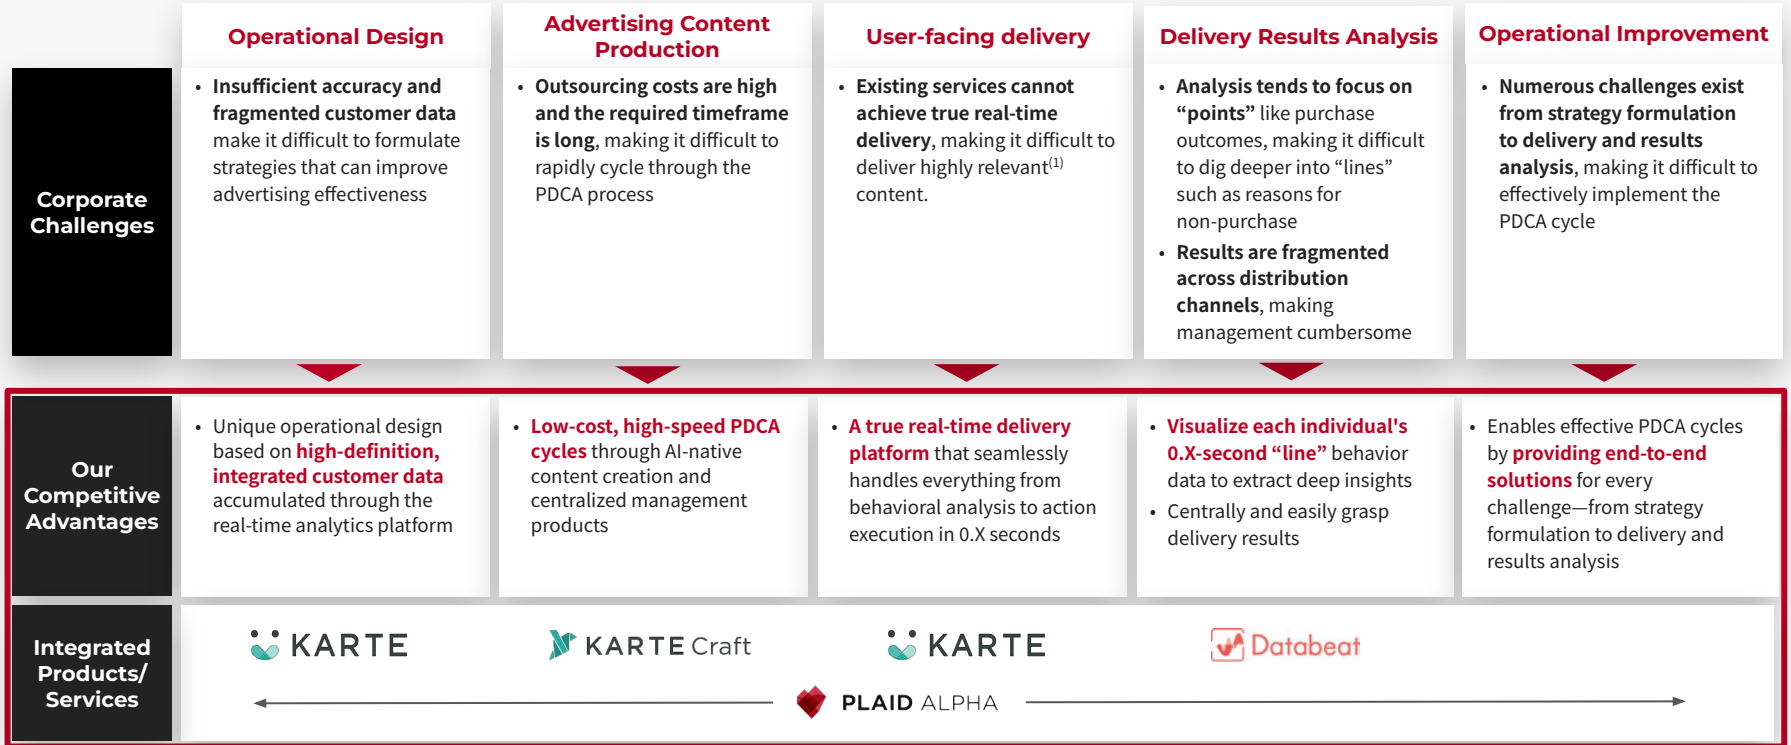 Operational Design
Advertising Content
Production
User-facing delivery
Delivery Results Analysis
Operational Improvement
Corporate
Challenges
• Insufficient accuracy and
fragmented customer data
make it difficult to formulate
strategies that can improve
advertising effectiveness
• Outsourcing costs are high
and the required timeframe
is long, making it difficult to
rapidly cycle through the
PDCA process
• Existing services cannot
achieve true real-time
delivery, making it difficult to
deliver highly relevant(1)
content.
• Analysis tends to focus on
“points” like purchase
outcomes, making it difficult
to dig deeper into “lines”
such as reasons for
non-purchase
• Results are fragmented
across distribution
channels, making
management cumbersome
• Numerous challenges exist
from strategy formulation
to delivery and results
analysis, making it difficult to
effectively implement the
PDCA cycle
Our
Competitive
Advantages
• Unique operational design
based on high-definition,
integrated customer data
accumulated through the
real-time analytics platform
• Low-cost, high-speed PDCA
cycles through AI-native
content creation and
centralized management
products
• A true real-time delivery
platform that seamlessly
handles everything from
behavioral analysis to action
execution in 0.X seconds
• Visualize each individual's
0.X-second “line” behavior
data to extract deep insights
• Centrally and easily grasp
delivery results
• Enables effective PDCA cycles
by providing end-to-end
solutions for every
challenge—from strategy
formulation to delivery and
results analysis
Integrated
Products/
Services
KARTE
KARTE Craft
KARTE
Databeat
PLAID ALPHA